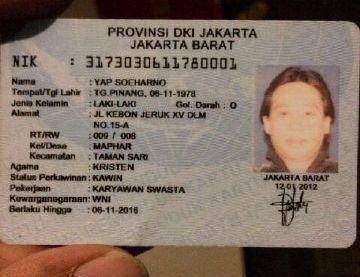 PROVINSI DKI JAKARTA
JAKARTA BARAT
NIK : 3173030611780001
Nama : YAP SOEHARNO
Tempat/Tgl Lahir : TG.PINANG, 06-11-1978
Jenis Kelamin : LAKI-LAKI Gol. Darah : O
Alamat : JL KEBON JERUK XV DLM
NO.15-A
RT/RW : 009 / 008
Kel/Desa : MAPHAR
Kecamatan : TAMAN SARI
Agama : KRISTEN
Status Perkawinan : KAWIN
Pekerjaan : KARYAWAN SWASTA
Kewarganegaraan : WNI
Berlaku Hingga : 06-11-2016
JAKARTA BARAT
12-01-2012